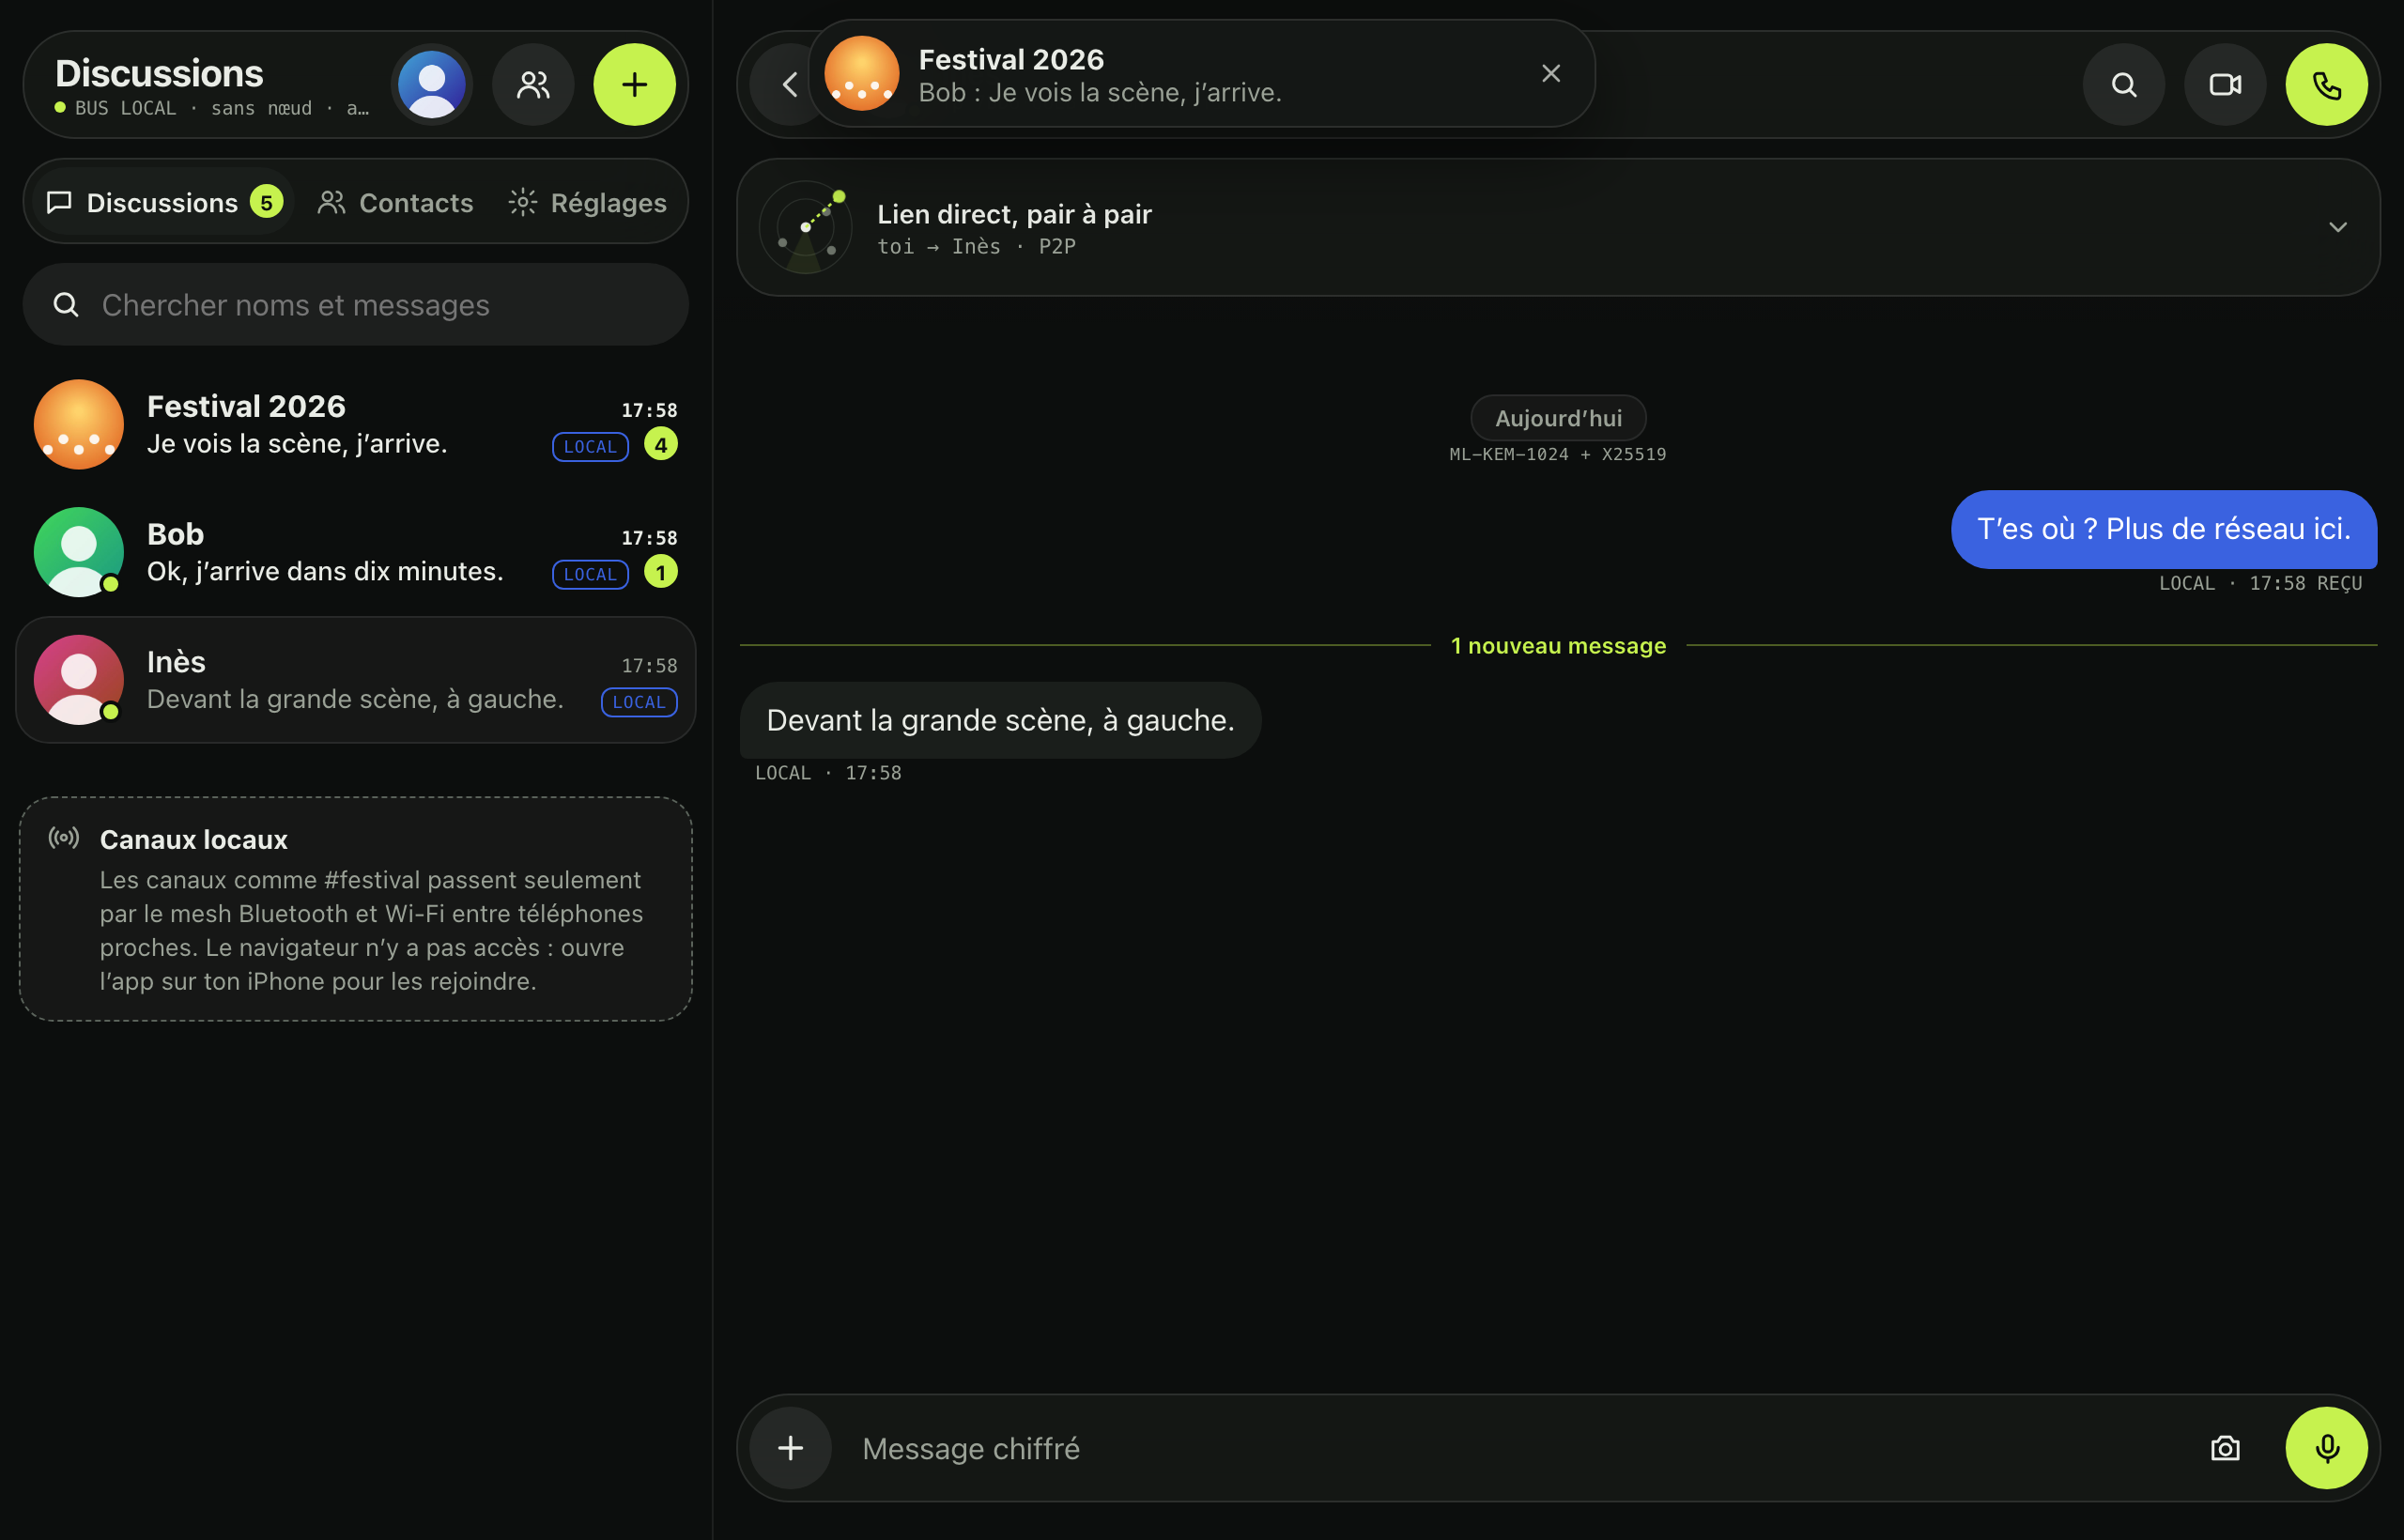 Discussions
BUS LOCAL · sans nœud · a…
Discussions 5
Contacts
Réglages
Chercher noms et messages
Festival 2026
17:58
Je vois la scène, j’arrive.
LOCAL
4
Bob
17:58
Ok, j’arrive dans dix minutes.
LOCAL
1
Inès
17:58
Devant la grande scène, à gauche.
LOCAL
Canaux locaux
Les canaux comme #festival passent seulement
par le mesh Bluetooth et Wi-Fi entre téléphones
proches. Le navigateur n’y a pas accès : ouvre
l’app sur ton iPhone pour les rejoindre.
Festival 2026
Bob : Je vois la scène, j’arrive.
Lien direct, pair à pair
toi → Inès · P2P
Aujourd’hui
ML-KEM-1024 + X25519
T’es où ? Plus de réseau ici.
LOCAL · 17:58 REÇU
1 nouveau message
Devant la grande scène, à gauche.
LOCAL · 17:58
Message chiffré